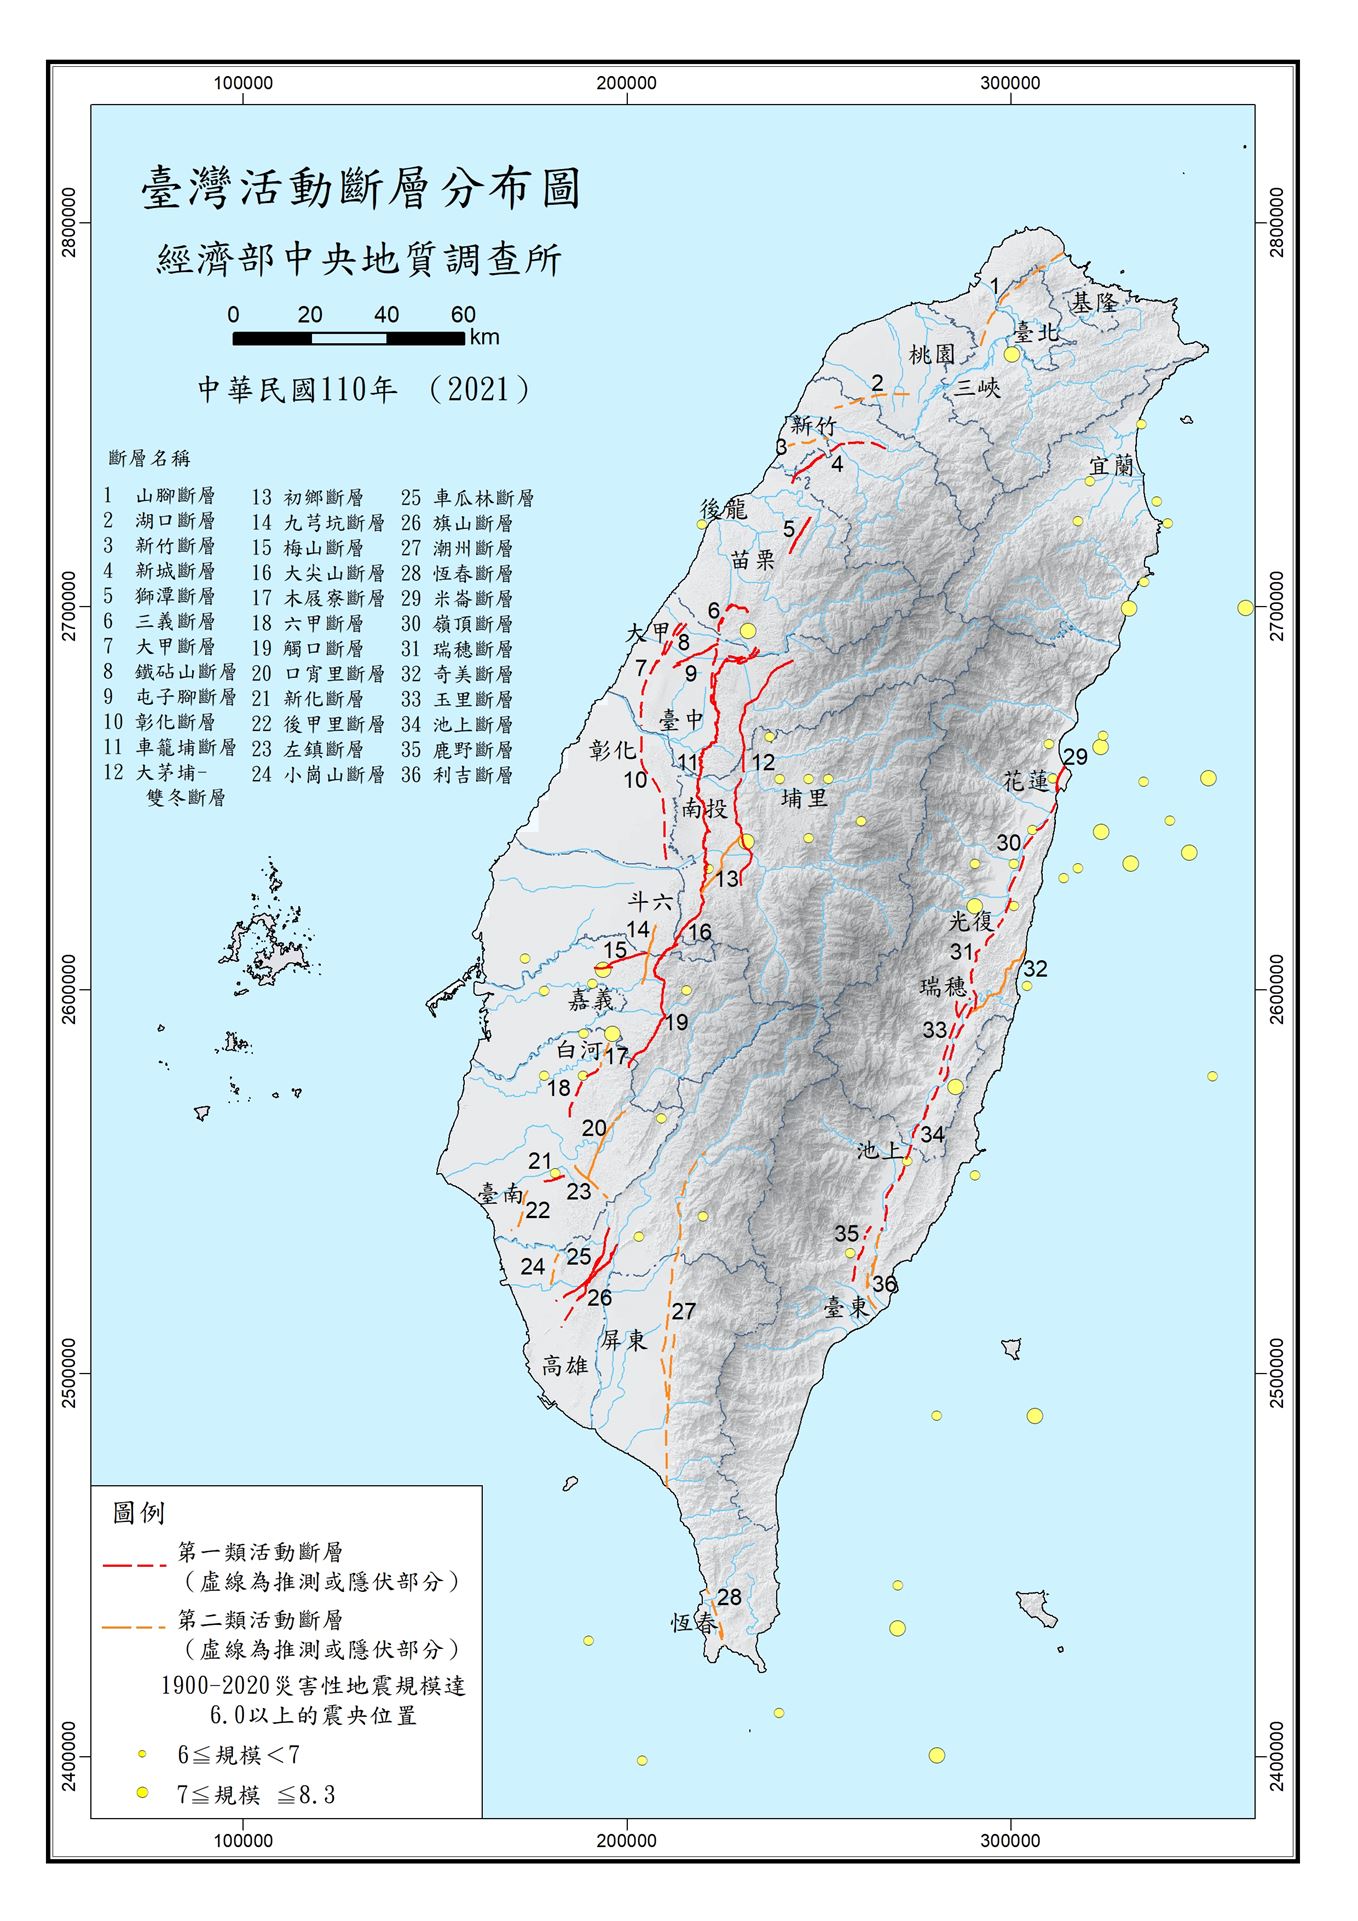 100000 200000 300000
臺灣活動斷層分布圖
經濟部中央地質調查所
0 20 40 60
km
中華民國110年 （2021）
斷層名稱
1 山腳斷層
2 湖口斷層
3 新竹斷層
4 新城斷層
5 獅潭斷層
6 三義斷層
7 大甲斷層
8 鐵砧山斷層
9 屯子腳斷層
10 彰化斷層
11 車籠埔斷層
12 大茅埔-
雙冬斷層
13 初鄉斷層
14 九芎坑斷層
15 梅山斷層
16 大尖山斷層
17 木屐寮斷層
18 六甲斷層
19 觸口斷層
20 口宵里斷層
21 新化斷層
22 後甲里斷層
23 左鎮斷層
24 小崗山斷層
25 車瓜林斷層
26 旗山斷層
27 潮州斷層
28 恆春斷層
29 米崙斷層
30 嶺頂斷層
31 瑞穗斷層
32 奇美斷層
33 玉里斷層
34 池上斷層
35 鹿野斷層
36 利吉斷層
2800000
2700000
2600000
2500000
2400000
2800000
2700000
2600000
2500000
2400000
1
基隆
臺北
桃園
2
三峽
新竹
3
4
宜蘭
後龍
5
苗栗
6
大甲
8
7
9
臺中
彰化
29
11
12
10
花蓮
埔里
南投
30
13
斗六
光復
14
16
15
31
32
瑞穗
嘉義
19
33
白河
17
18
20
34
池上
21
臺南
23
22
35
25
24
36
26
臺東
27
屏東
高雄
28
恆春
圖例
第一類活動斷層
（虛線為推測或隱伏部分）
第二類活動斷層
（虛線為推測或隱伏部分）
1900-2020災害性地震規模達
6.0以上的震央位置
6≦規模＜7
7≦規模 ≦8.3
100000 200000 300000